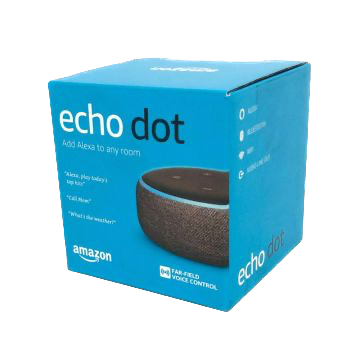 amazon
echo dot
Add Alexa to any room
"Alexa, play today's
top hits"
"Call Mom"
"What's the weather?"
amazon
FAR-FIELD
VOICE CONTROL
echo dot